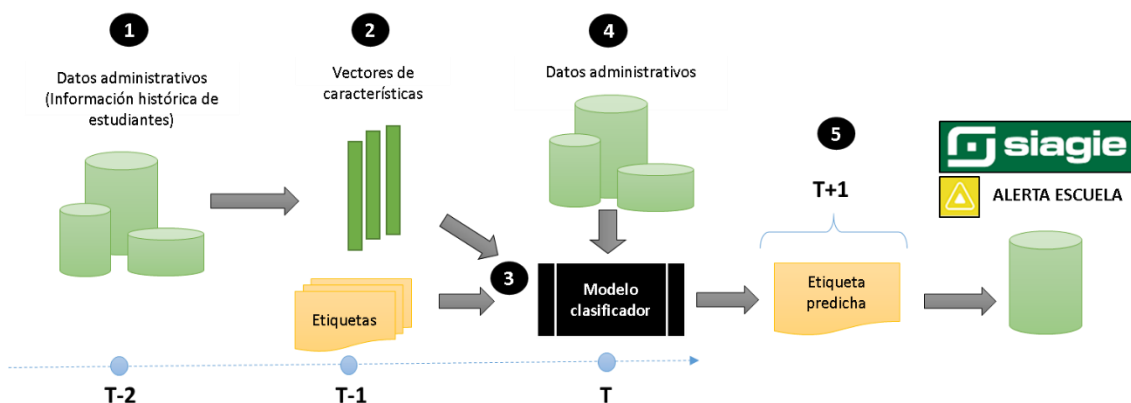 1
Datos administrativos
(Información histórica de
estudiantes)
2
Vectores de
características
4
Datos administrativos
5
T+1
siagie
ALERTA ESCUELA
3
Etiquetas
Modelo
clasificador
Etiqueta
predicha
T-2
T-1
T